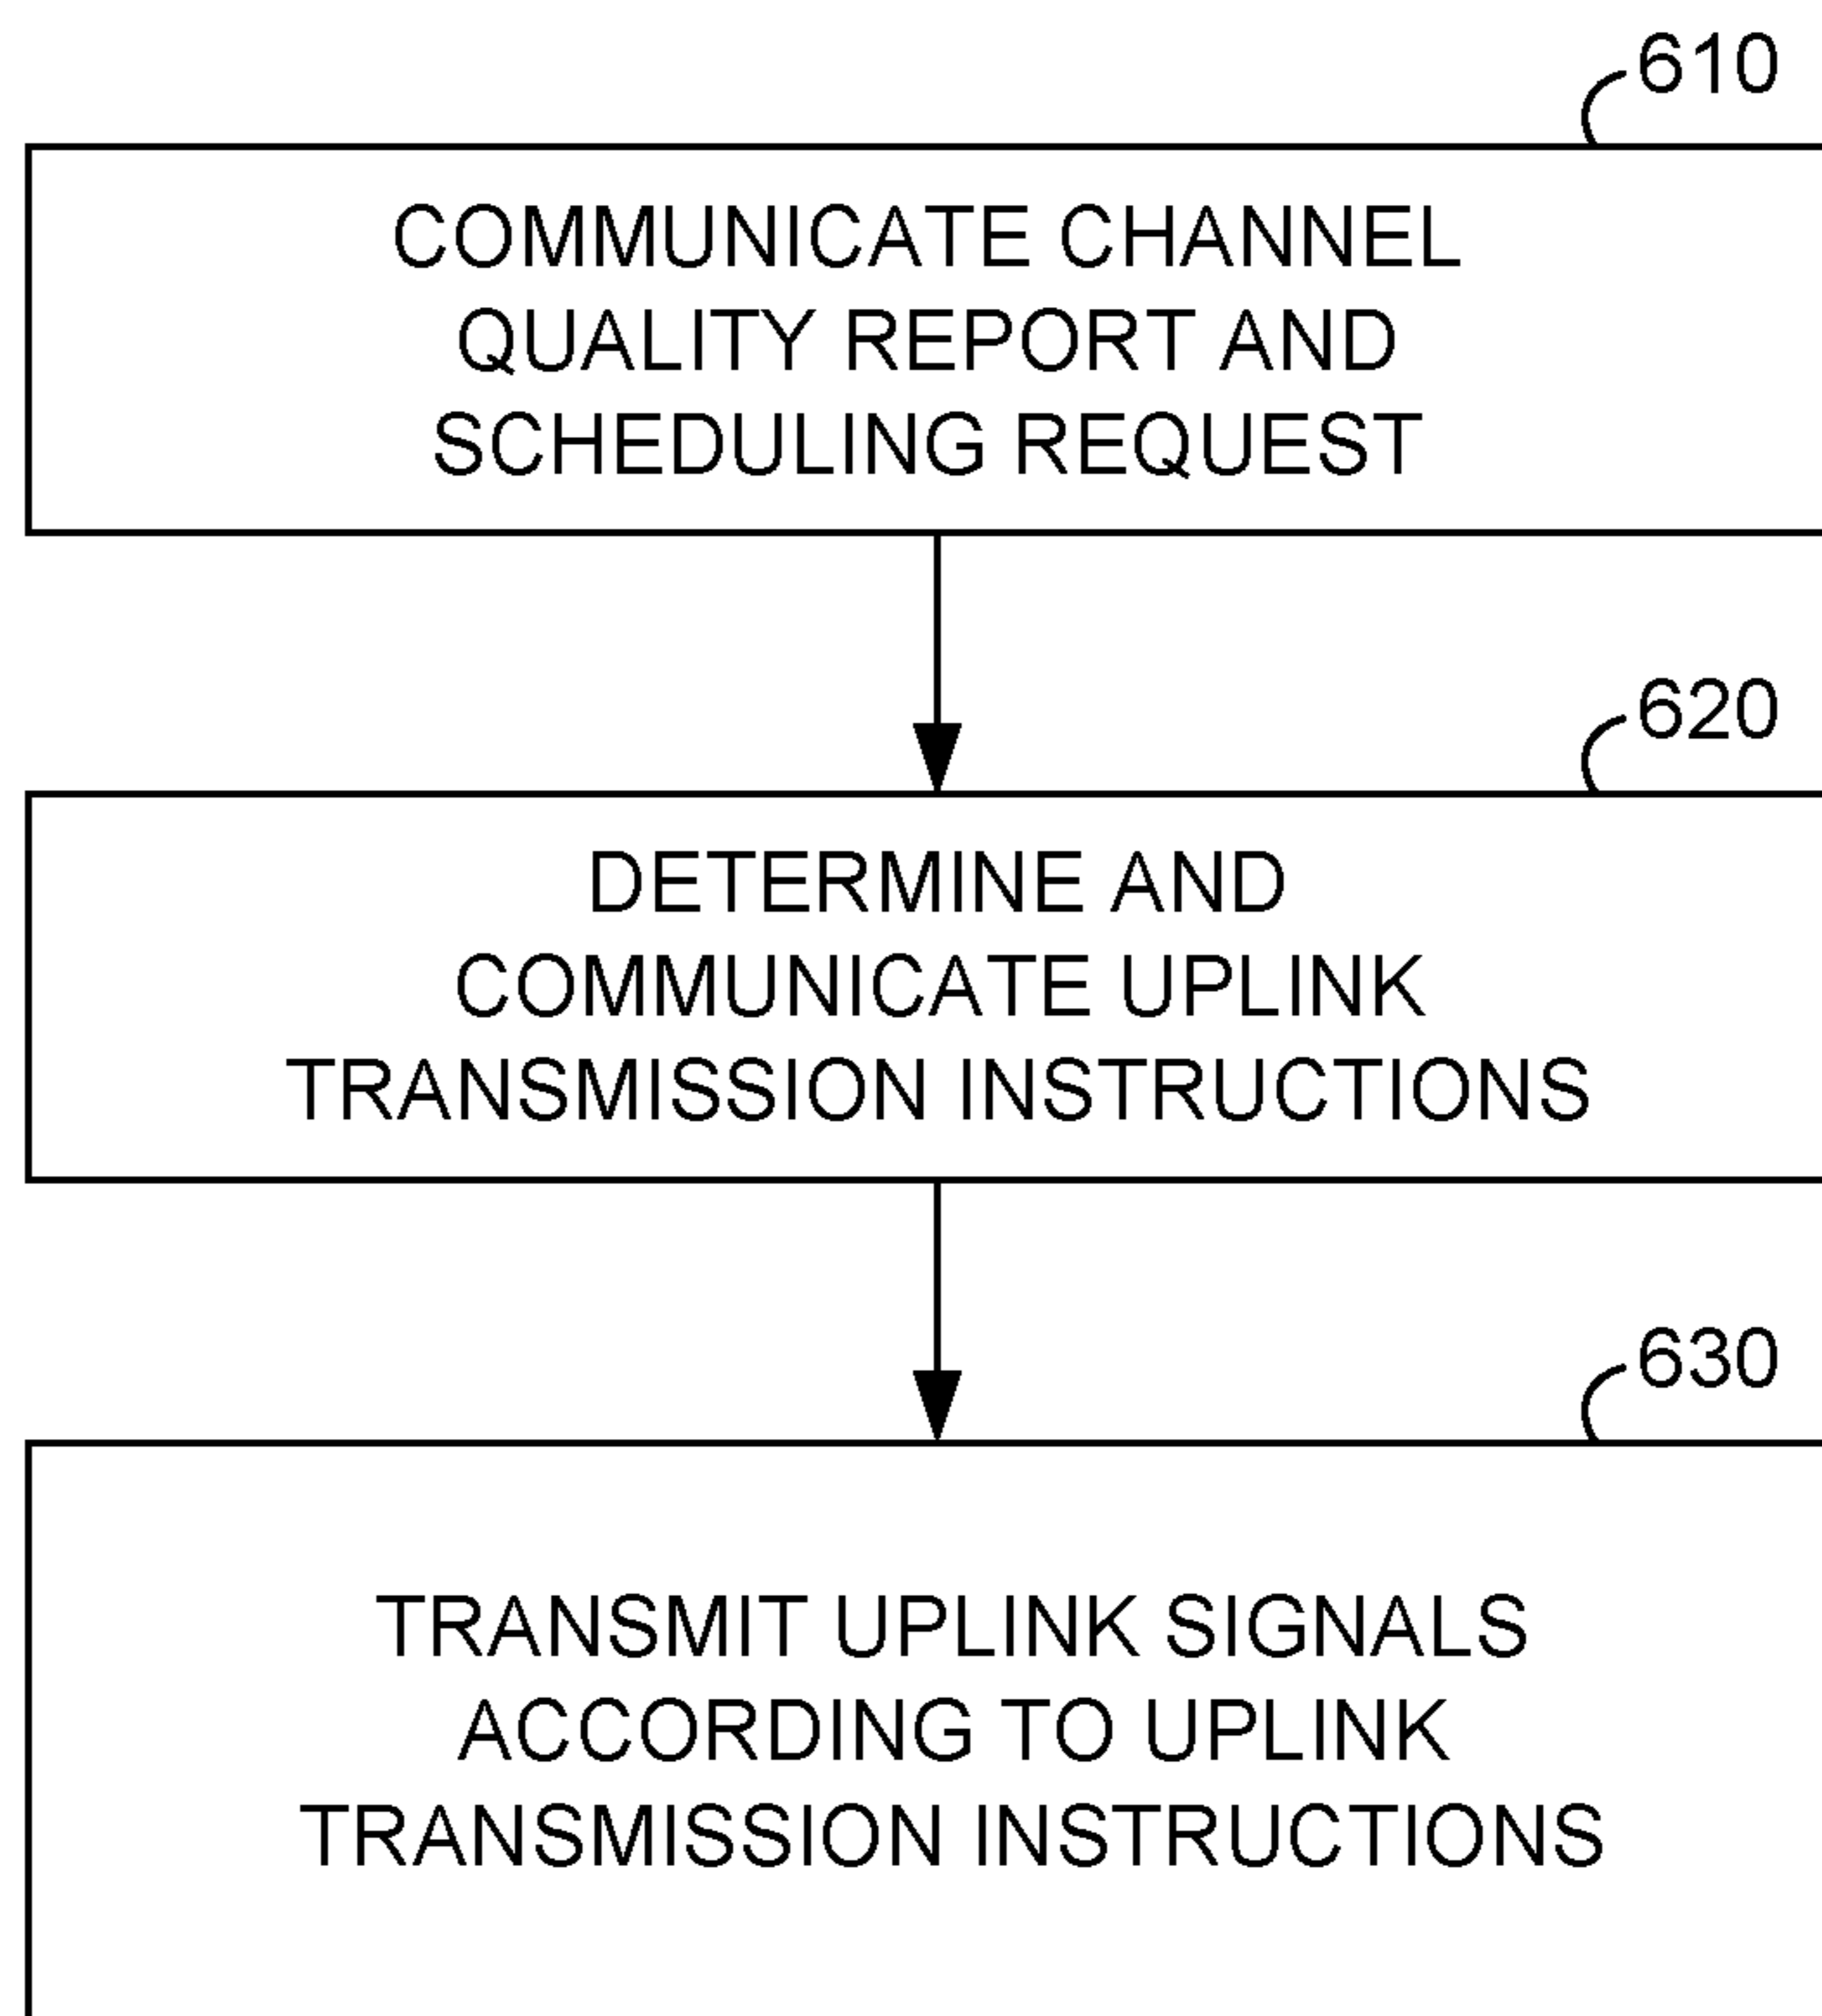 610
COMMUNICATE CHANNEL
QUALITY REPORT AND
SCHEDULING REQUEST
620
DETERMINE AND
COMMUNICATE UPLINK
TRANSMISSION INSTRUCTIONS
630
TRANSMIT UPLINK SIGNALS
ACCORDING TO UPLINK
TRANSMISSION INSTRUCTIONS